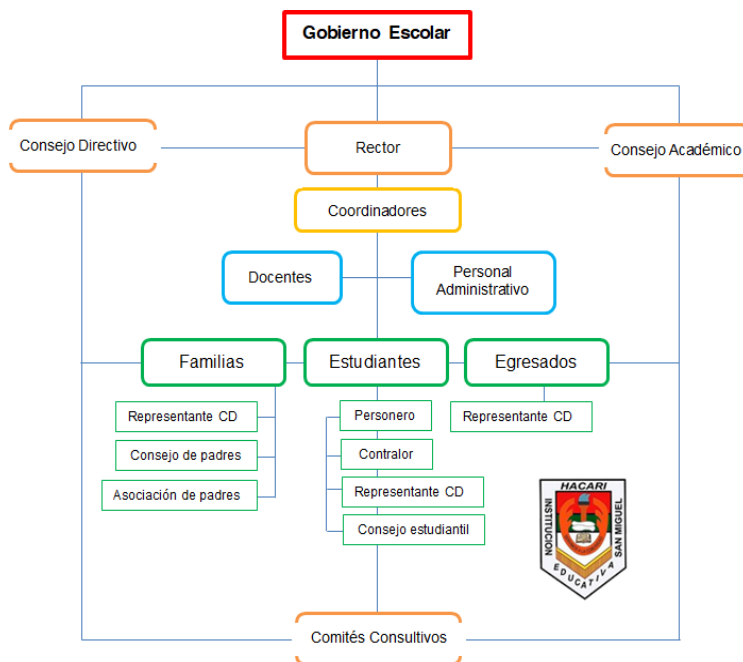 Gobierno Escolar
Consejo Directivo
Rector
Consejo Académico
Coordinadores
Docentes
Personal
Administrativo
Familias
Estudiantes
Egresados
Representante CD
Consejo de padres
Asociación de padres
Personero
Contralor
Representante CD
Consejo estudiantil
Representante CD
HACARI
INSTITUCION
EDUCATIVA
SAN MIGUEL
Comités Consultivos